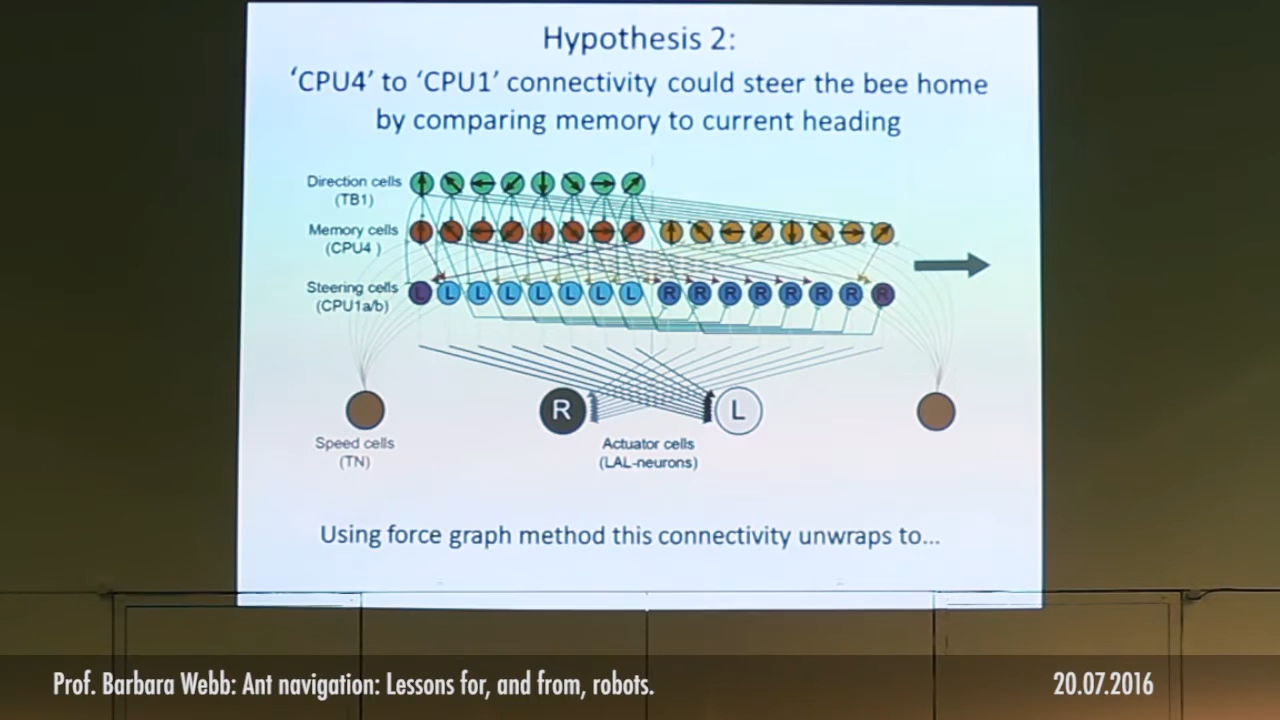 Hypothesis 2:
‘CPU4’ to ‘CPU1’ connectivity could steer the bee home
by comparing memory to current heading
Direction cells
(TB1)
Memory cells
(CPU4 )
Steering cells
(CPU1a/b)
L L L L L L L L R R R R R R R R
R L
Speed cells
(TN)
Actuator cells
(LAL-neurons)
Using force graph method this connectivity unwraps to...
Prof. Barbara Webb: Ant navigation: Lessons for, and from, robots.
20.07.2016